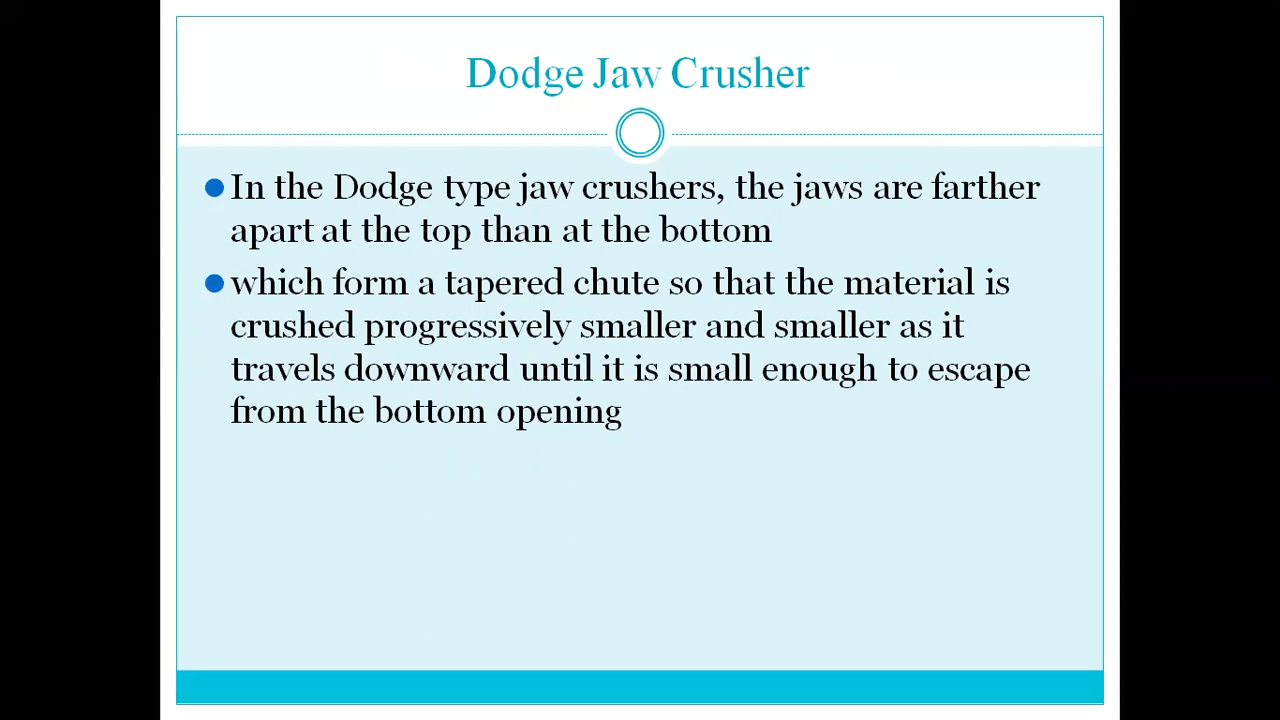 Dodge Jaw Crusher
In the Dodge type jaw crushers, the jaws are farther
apart at the top than at the bottom
which form a tapered chute so that the material is
crushed progressively smaller and smaller as it
travels downward until it is small enough to escape
from the bottom opening